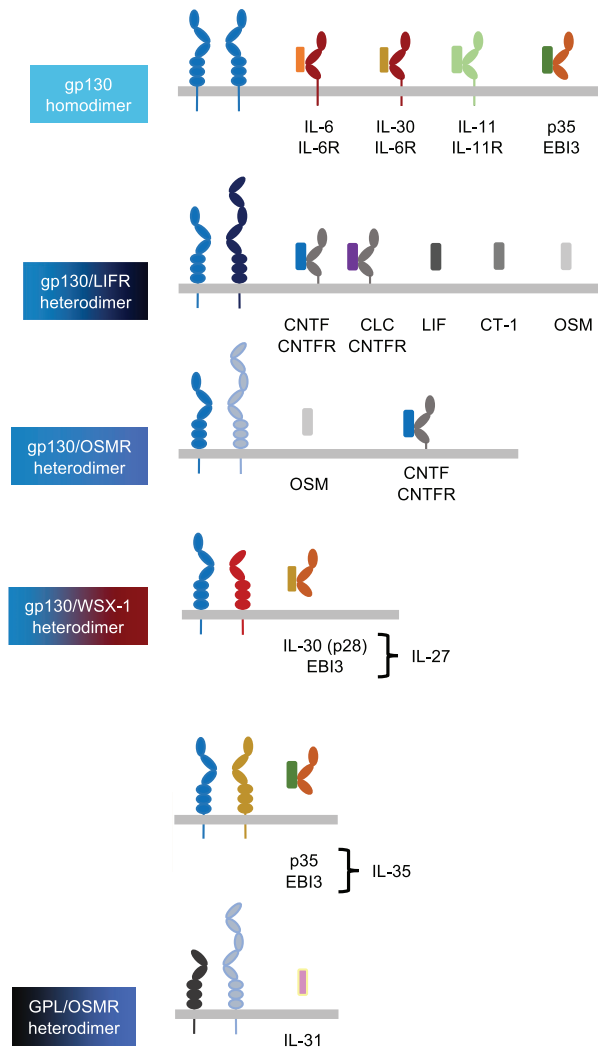 gp130
homodimer
IL-6
IL-6R
IL-30
IL-6R
IL-11
IL-11R
p35
EBI3
gp130/LIFR
heterodimer
CNTF
CNTFR
CLC
CNTFR
LIF
CT-1
OSM
gp130/OSMR
heterodimer
OSM
CNTF
CNTFR
gp130/WSX-1
heterodimer
IL-30 (p28)
EBI3
IL-27
p35
EBI3
IL-35
GPL/OSMR
heterodimer
IL-31